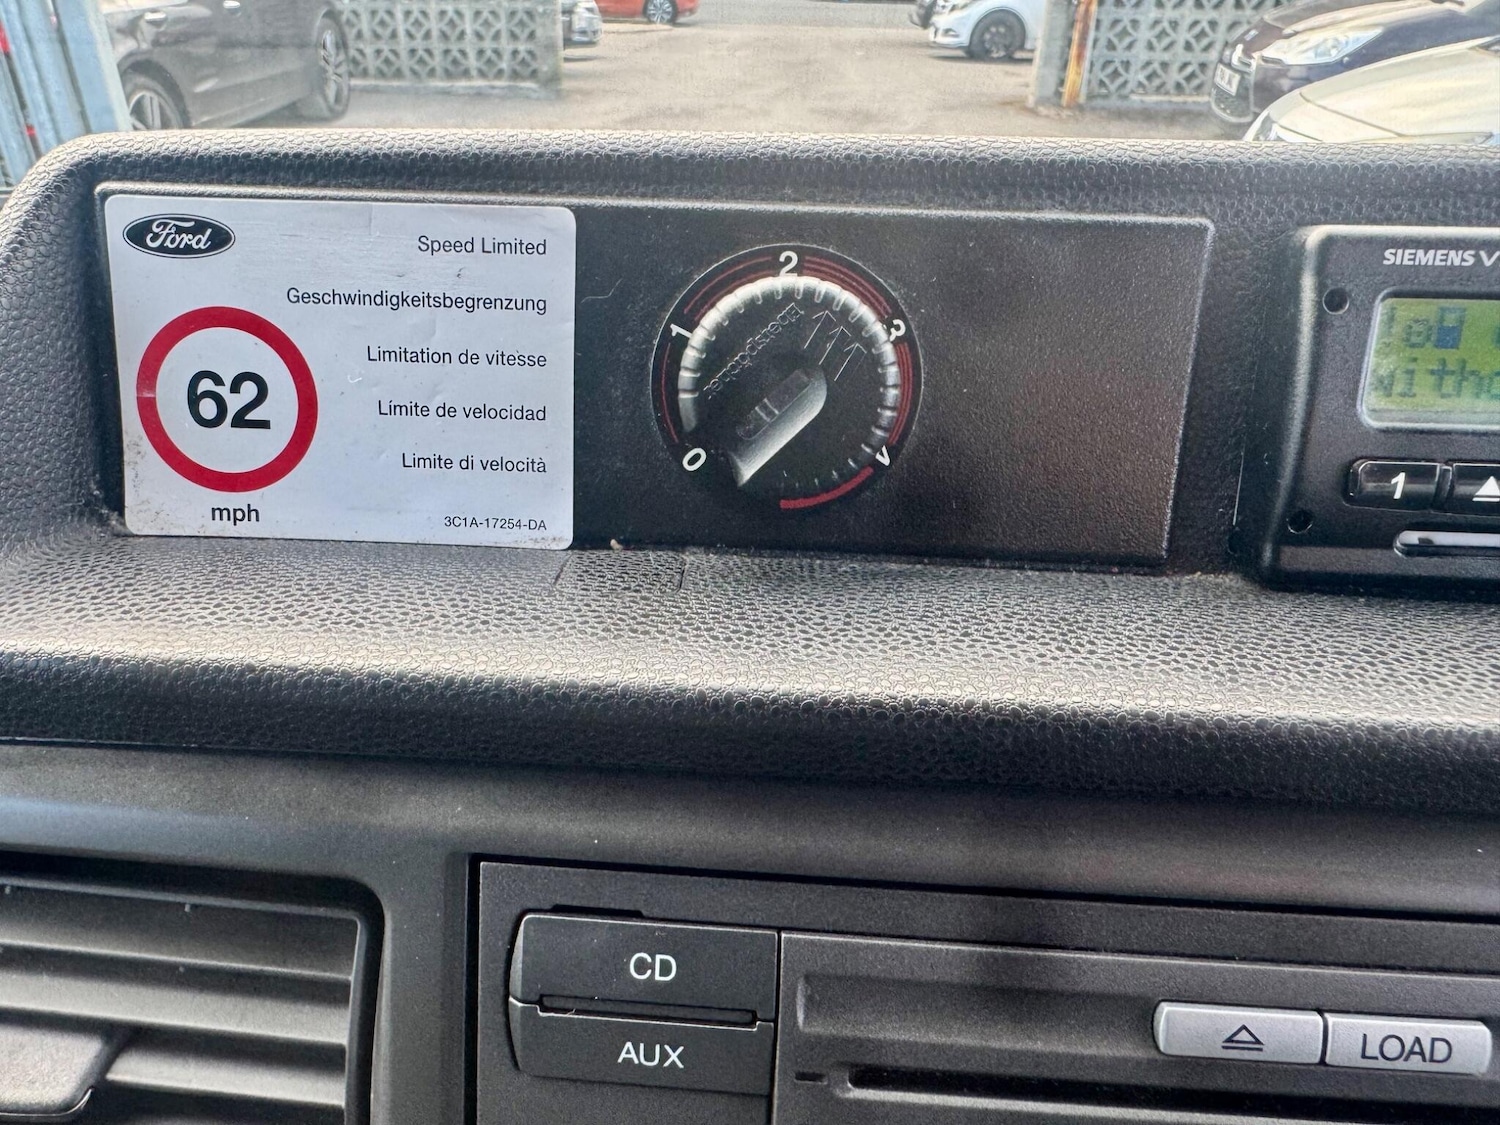 Ford
Speed Limited
Geschwindigkeitsbegrenzung
Limitation de vitesse
Límite de velocidad
Limite di velocità
62
mph
3C1A-17254-DA
0
1
2
3
4
Eberspächer
SIEMENS V
1
CD
AUX
LOAD